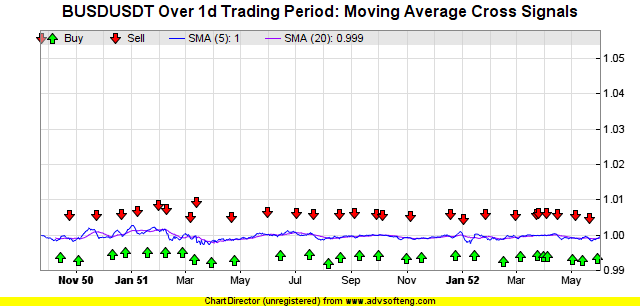 BUSDUSDT Over 1d Trading Period: Moving Average Cross Signals
Buy Sell SMA (5): 1 SMA (20): 0.999
1.05
1.04
1.03
1.02
1.01
1.00
0.99
Nov 50 Jan 51 Mar May Jul Sep Nov Jan 52 Mar May
ChartDirector (unregistered) from www.advsofteng.com